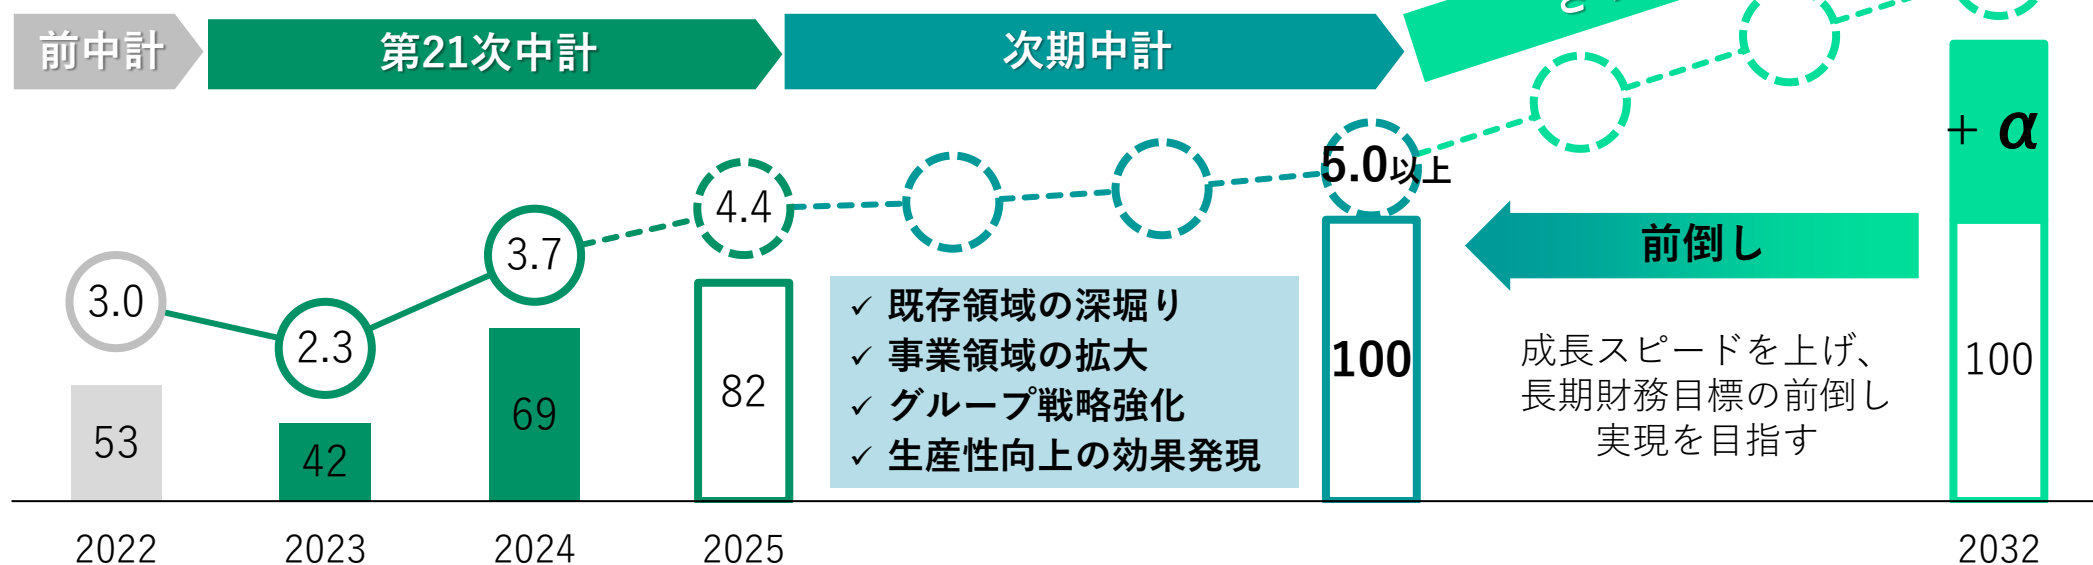 前中計
第21次中計
次期中計
+ α
5.0以上
4.4
3.7
3.0
2.3
前倒し
✓ 既存領域の深堀り
✓ 事業領域の拡大
✓ グループ戦略強化
✓ 生産性向上の効果発現
成長スピードを上げ、
長期財務目標の前倒し
実現を目指す
53
42
69
82
100
100
2022
2023
2024
2025
2032